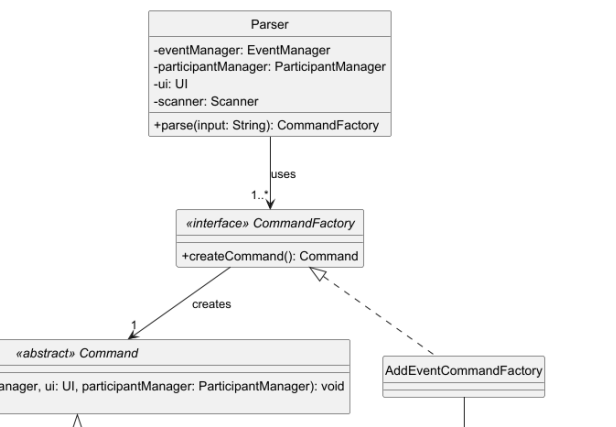 Parser
-eventManager: EventManager
-participantManager: ParticipantManager
-ui: UI
-scanner: Scanner
+parse(input: String): CommandFactory
uses
1..*
«interface» CommandFactory
+createCommand(): Command
creates
1
«abstract» Command
anager, ui: UI, participantManager: ParticipantManager): void
AddEventCommandFactory